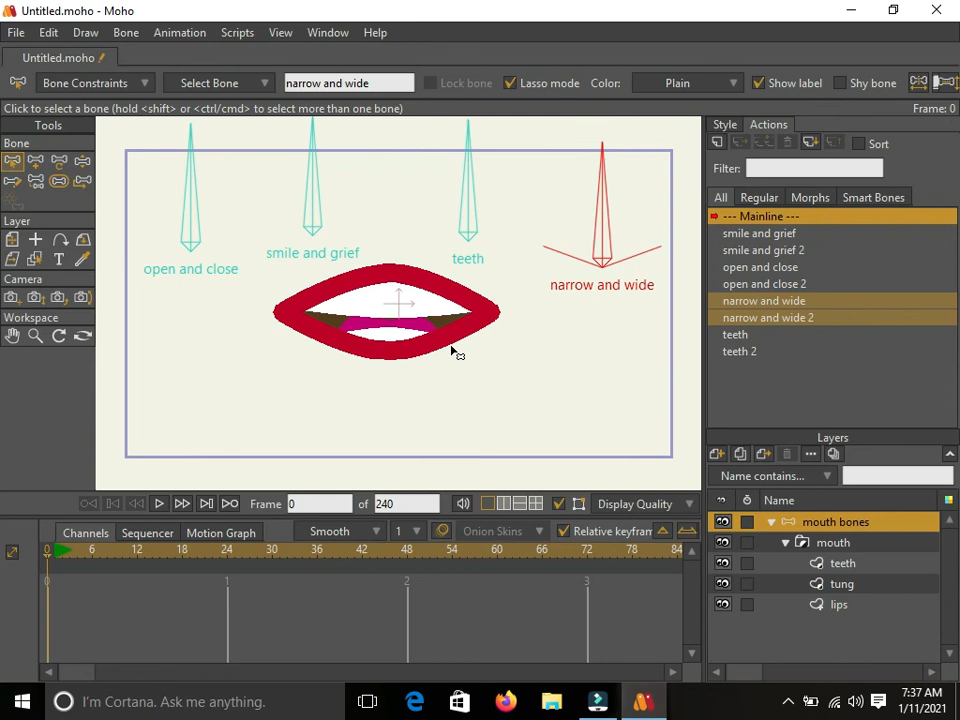 Untitled.moho - Moho
File Edit Draw Bone Animation Scripts View Window Help
Untitled.moho
Bone Constraints Select Bone narrow and wide Lock bone Lasso mode Color: Plain Show label Shy bone
Click to select a bone (hold <shift> or <ctrl/cmd> to select more than one bone) Frame: 0
Tools
Bone
Layer
Camera
Workspace
open and close
smile and grief
teeth
narrow and wide
Style Actions
Sort
Filter:
All Regular Morphs Smart Bones
--- Mainline ---
smile and grief
smile and grief 2
open and close
open and close 2
narrow and wide
narrow and wide 2
teeth
teeth 2
Layers
Name contains...
Name
mouth bones
mouth
teeth
tung
lips
Frame 0 of 240 Display Quality
Channels Sequencer Motion Graph Smooth 1 Onion Skins Relative keyfram
0 6 12 18 24 30 36 42 48 54 60 66 72 78 84
0 1 2 3
I'm Cortana. Ask me anything.
7:37 AM
1/11/2021